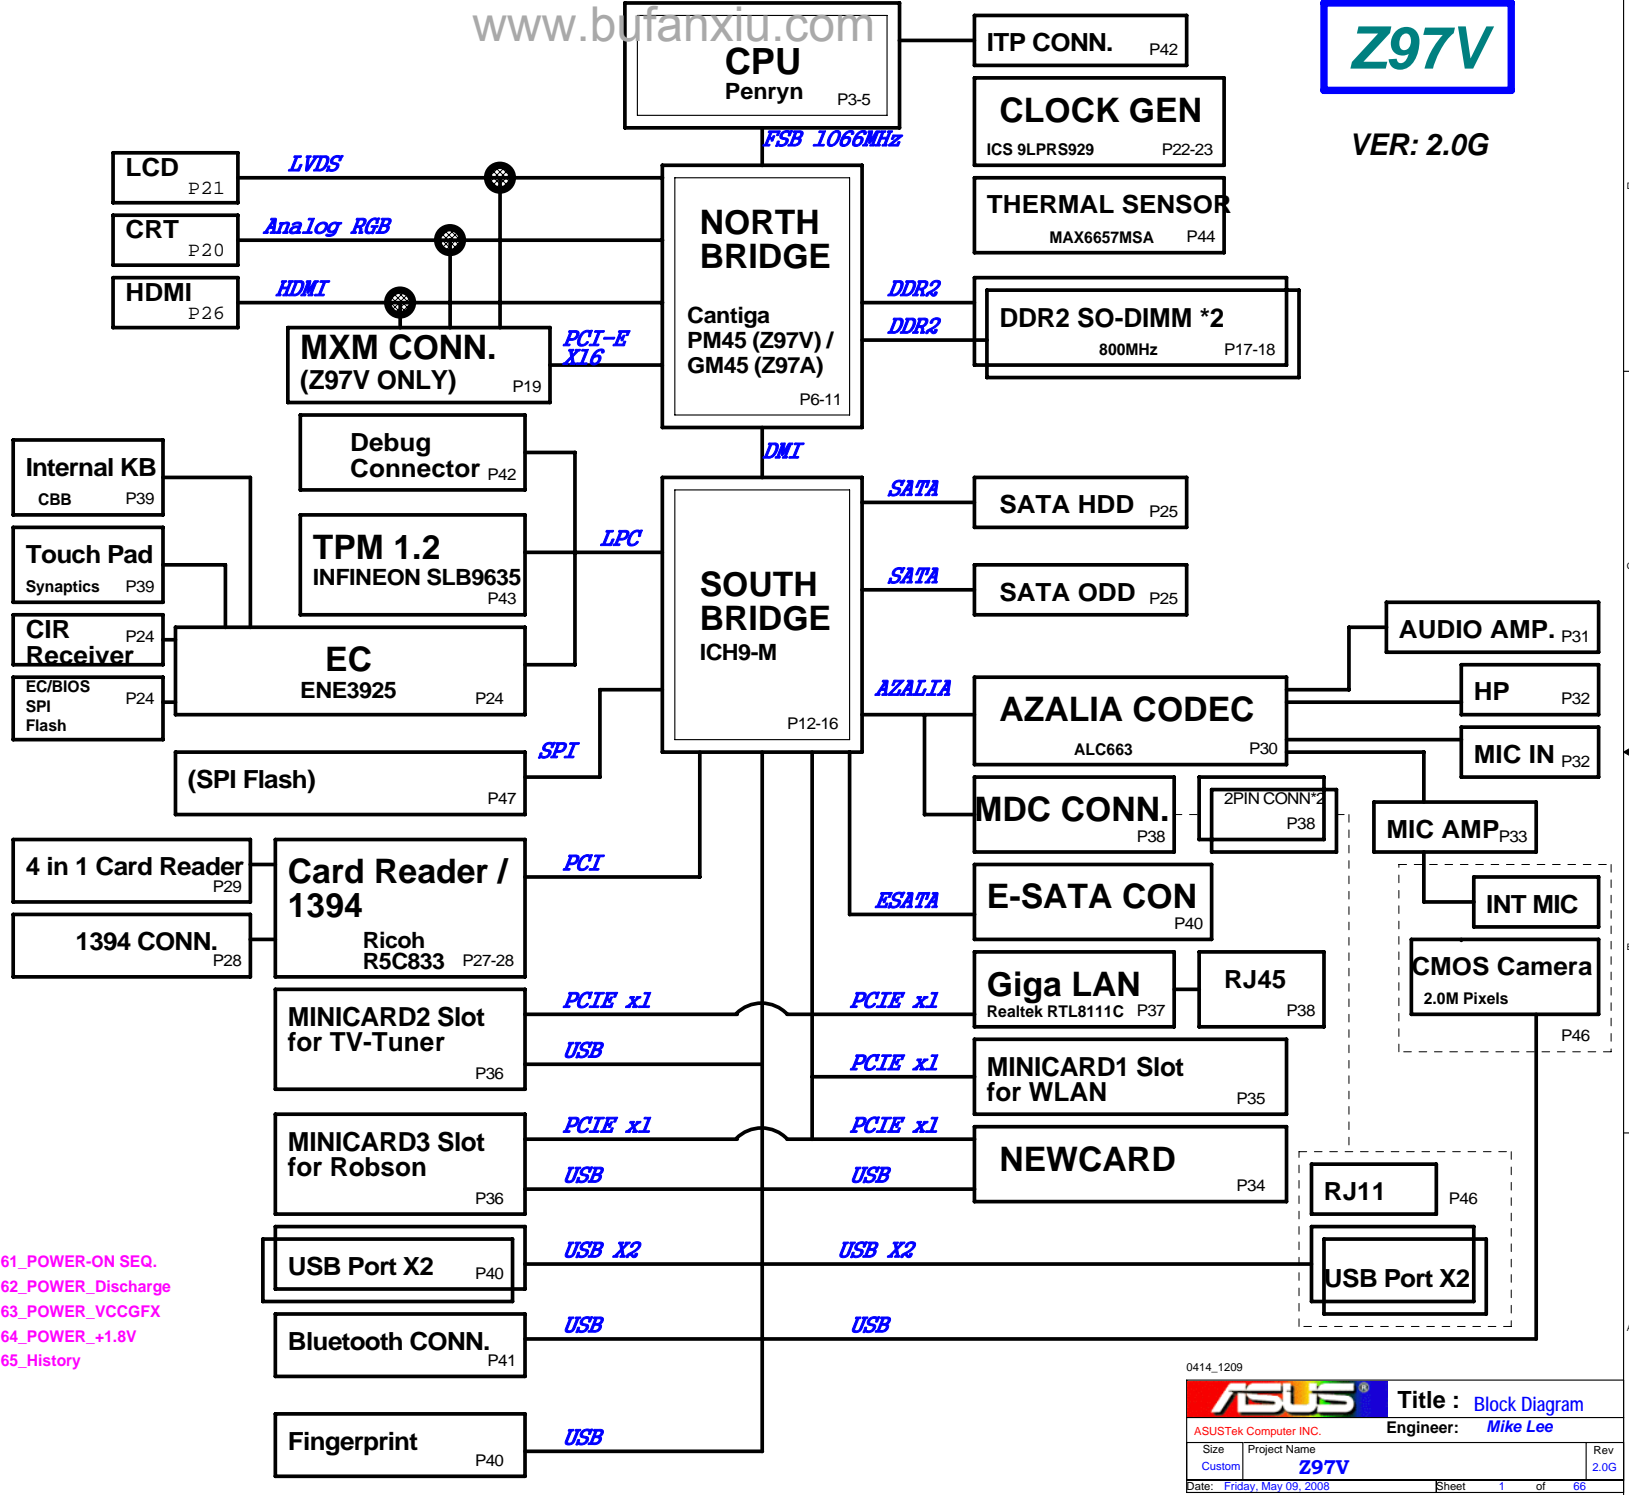 www.bufanxiu.com
CPU
Penryn P3-5
ITP CONN. P42
CLOCK GEN
ICS 9LPRS929 P22-23
THERMAL SENSOR
MAX6657MSA P44
Z97V
VER: 2.0G
FSB 1066MHz
LCD P21
LVDS
CRT P20
Analog RGB
HDMI P26
HDMI
NORTH
BRIDGE
Cantiga
PM45 (Z97V) /
GM45 (Z97A)
P6-11
DDR2
DDR2
DDR2 SO-DIMM *2
800MHz P17-18
MXM CONN.
(Z97V ONLY) P19
PCI-E
X16
DMI
Debug
Connector P42
Internal KB
CBB P39
Touch Pad
Synaptics P39
CIR P24
Receiver
EC/BIOS
SPI P24
Flash
TPM 1.2
INFINEON SLB9635
P43
LPC
EC
ENE3925 P24
SOUTH
BRIDGE
ICH9-M
P12-16
SATA
SATA HDD P25
SATA
SATA ODD P25
AZALIA
AZALIA CODEC
ALC663 P30
AUDIO AMP. P31
HP P32
MIC IN P32
(SPI Flash)
P47
SPI
MDC CONN.
P38
2PIN CONN*2
P38
MIC AMP P33
4 in 1 Card Reader
P29
1394 CONN.
P28
Card Reader /
1394
Ricoh
R5C833 P27-28
PCI
ESATA
E-SATA CON
P40
INT MIC
CMOS Camera
2.0M Pixels
P46
Giga LAN
Realtek RTL8111C P37
RJ45
P38
MINICARD2 Slot
for TV-Tuner
P36
PCIE x1
PCIE x1
USB
PCIE x1
MINICARD1 Slot
for WLAN
P35
MINICARD3 Slot
for Robson
P36
PCIE x1
PCIE x1
USB
USB
NEWCARD
P34
RJ11
P46
USB Port X2 P40
USB X2
USB X2
USB Port X2
Bluetooth CONN.
P41
USB
USB
Fingerprint
P40
USB
61_POWER-ON SEQ.
62_POWER_Discharge
63_POWER_VCCGFX
64_POWER_+1.8V
65_History
0414_1209
ASUS®
Title : Block Diagram
ASUSTek Computer INC.
Engineer: Mike Lee
Size Project Name Rev
Custom Z97V 2.0G
Date: Friday, May 09, 2008 Sheet 1 of 66